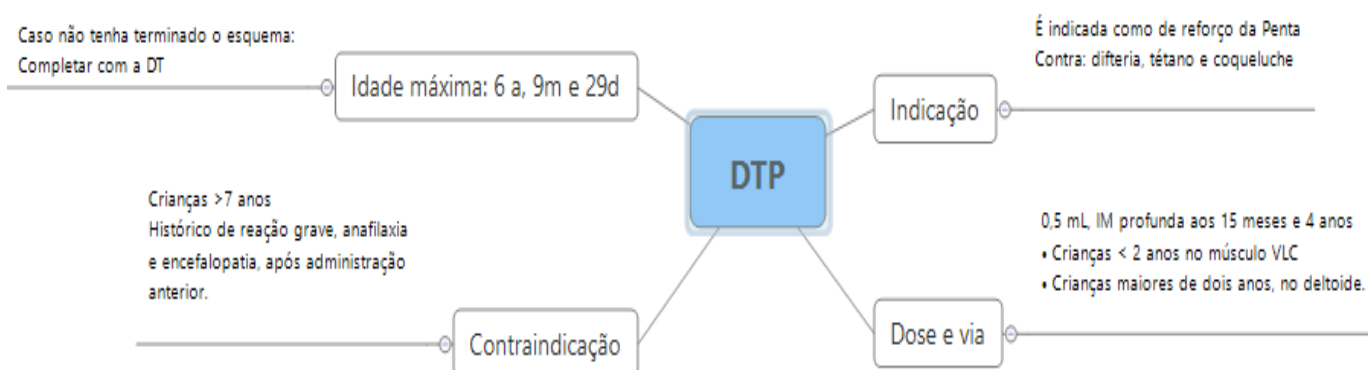 Caso não tenha terminado o esquema:
Completar com a DT
Idade máxima: 6 a, 9m e 29d
É indicada como de reforço da Penta
Contra: difteria, tétano e coqueluche
Indicação
DTP
Crianças >7 anos
Histórico de reação grave, anafilaxia
e encefalopatia, após administração
anterior.
Contraindicação
0,5 mL, IM profunda aos 15 meses e 4 anos
• Crianças < 2 anos no músculo VLC
• Crianças maiores de dois anos, no deltoide.
Dose e via